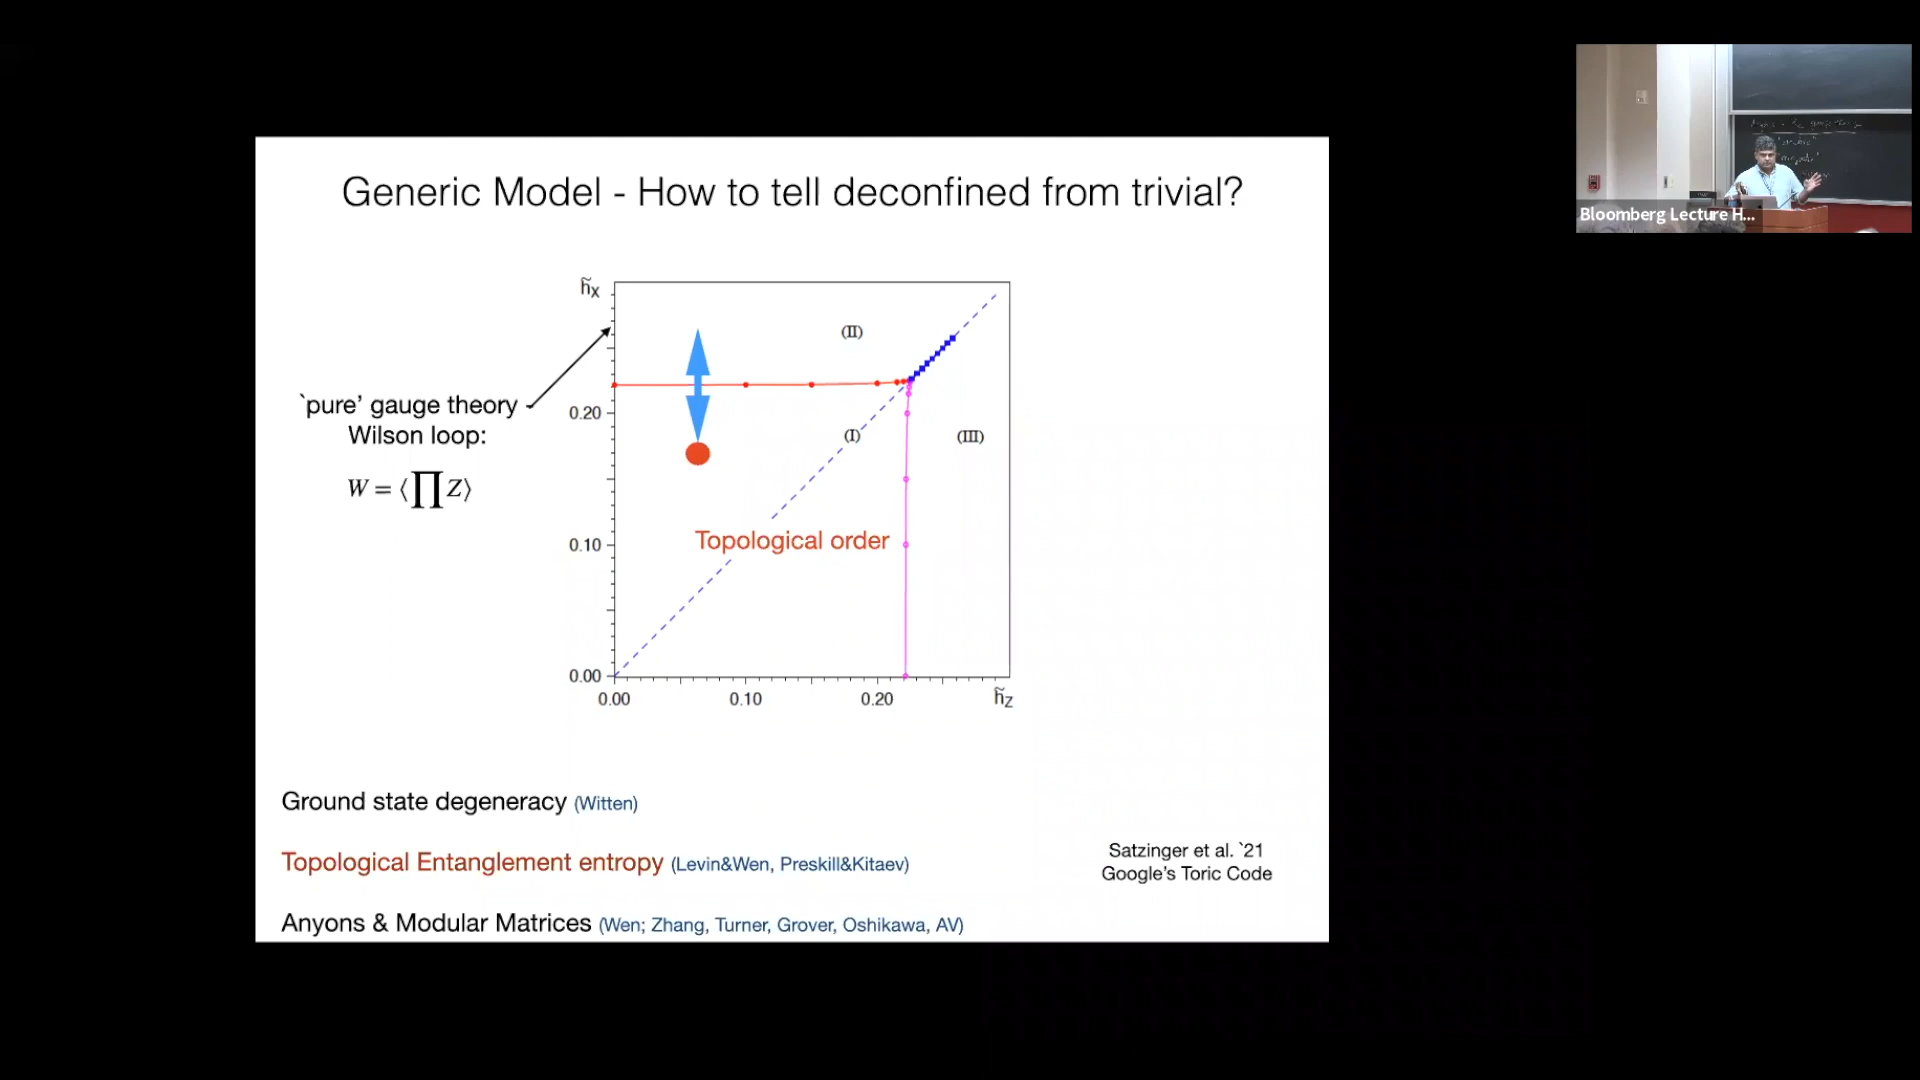 Generic Model - How to tell deconfined from trivial?
h̃x
(II)
`pure' gauge theory
Wilson loop:
W = ⟨∏ Z⟩
0.20
(I)
(III)
Topological order
0.10
0.00
0.00 0.10 0.20 h̃z
Ground state degeneracy (Witten)
Topological Entanglement entropy (Levin&Wen, Preskill&Kitaev)
Anyons & Modular Matrices (Wen; Zhang, Turner, Grover, Oshikawa, AV)
Satzinger et al. `21
Google's Toric Code
Bloomberg Lecture H...